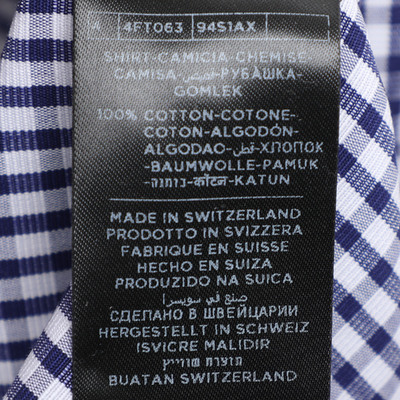 4FT063 94S1AX
SHIRT-CAMICIA-CHEMISE
CAMISA-قميص-РУБАШКА-
GOMLEK
100% COTTON-COTONE-
COTON-ALGODÓN-
ALGODAO-قطن-ХЛОПОК
-BAUMWOLLE-PAMUK
-כותנה-कॉटन-KATUN
MADE IN SWITZERLAND
PRODOTTO IN SVIZZERA
FABRIQUE EN SUISSE
HECHO EN SUIZA
PRODUZIDO NA SUICA
صنع في سويسرا
СДЕЛАНО В ШВЕЙЦАРИИ
HERGESTELLT IN SCHWEIZ
ISVICRE MALIDIR
תוצרת שווייץ
BUATAN SWITZERLAND